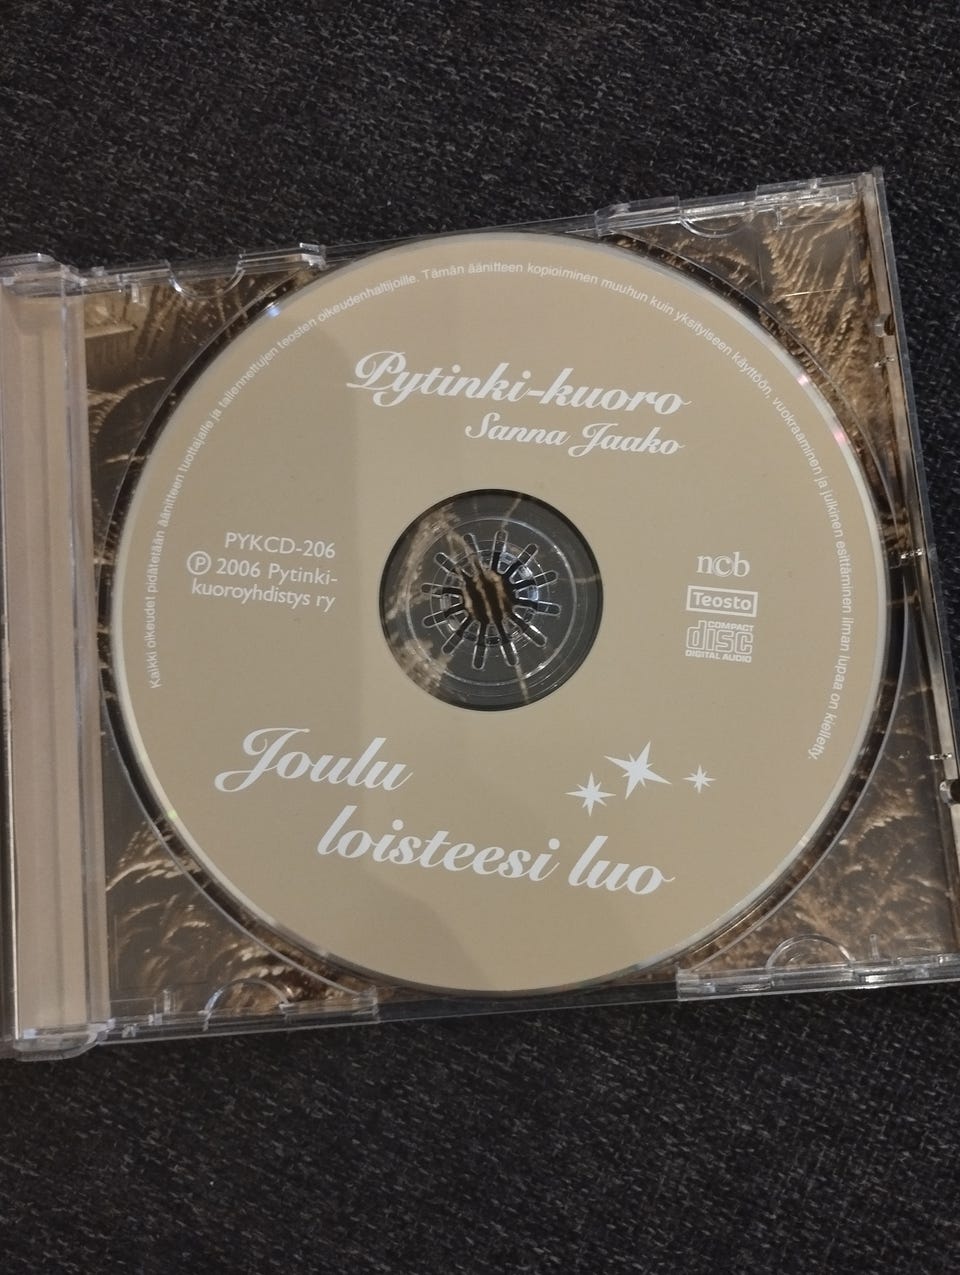 Kaikki oikeudet pidätetään äänitteen tuottajalle ja tallennettujen teosten oikeudenhaltijoille. Tämän äänitteen kopioiminen muuhun kuin yksityiseen käyttöön, vuokraaminen ja julkinen esittäminen ilman lupaa on kielletty.
Pytinki-kuoro
Sanna Jaako
PYKCD-206
Ⓟ 2006 Pytinki-
kuoroyhdistys ry
ncb
Teosto
COMPACT
disc
DIGITAL AUDIO
Joulu
loisteesi luo